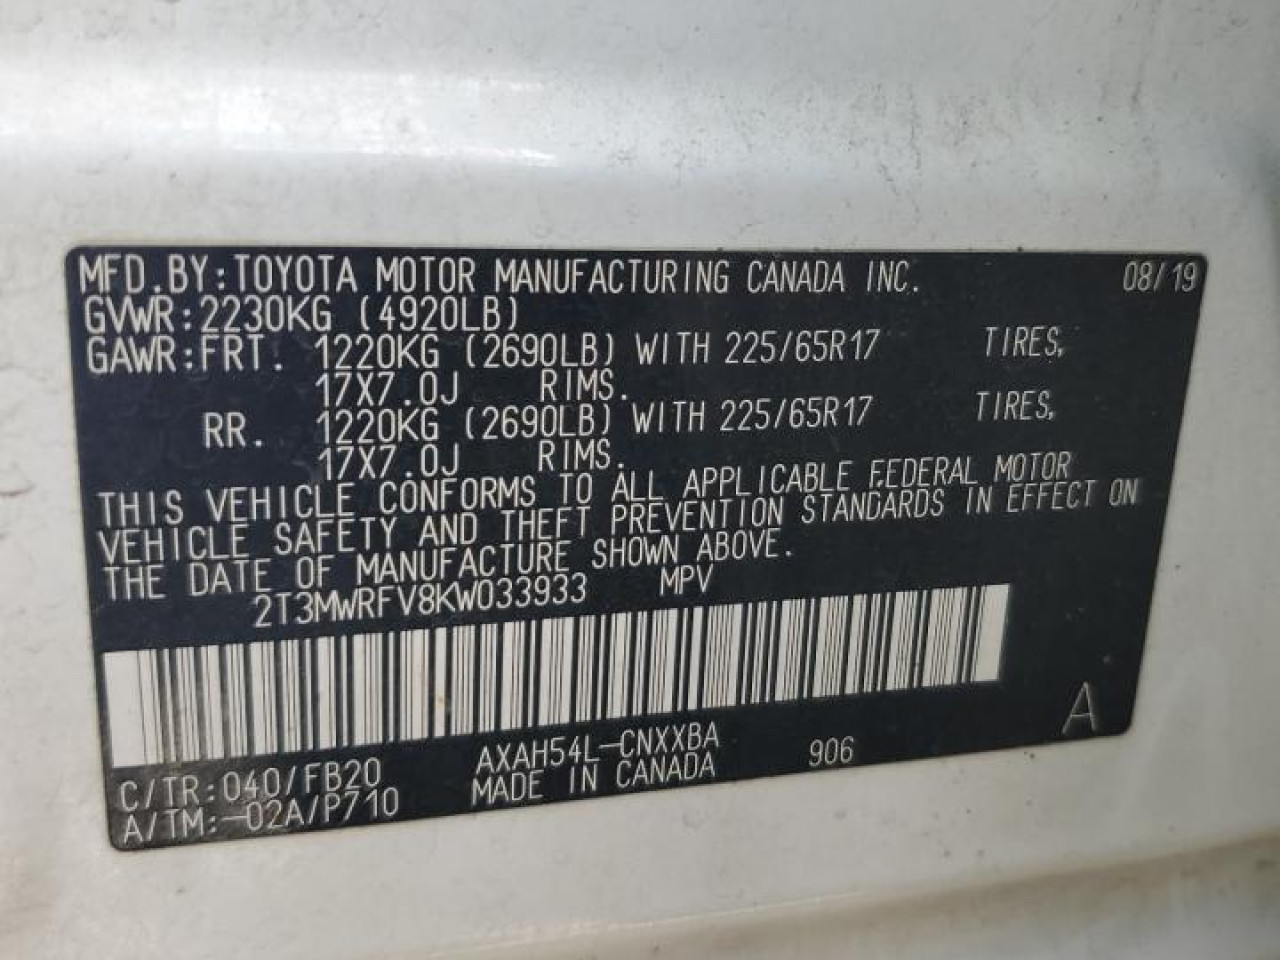 MFD.BY:TOYOTA MOTOR MANUFACTURING CANADA INC. 08/19
GVWR:2230KG (4920LB)
GAWR:FRT. 1220KG (2690LB) WITH 225/65R17 TIRES,
17X7.0J RIMS.
RR. 1220KG (2690LB) WITH 225/65R17 TIRES,
17X7.0J RIMS.
THIS VEHICLE CONFORMS TO ALL APPLICABLE FEDERAL MOTOR
VEHICLE SAFETY AND THEFT PREVENTION STANDARDS IN EFFECT ON
THE DATE OF MANUFACTURE SHOWN ABOVE.
2T3MWRFV8KW033933 MPV
A
C/TR:040/FB20 AXAH54L-CNXXBA 906
A/TM:-02A/P710 MADE IN CANADA